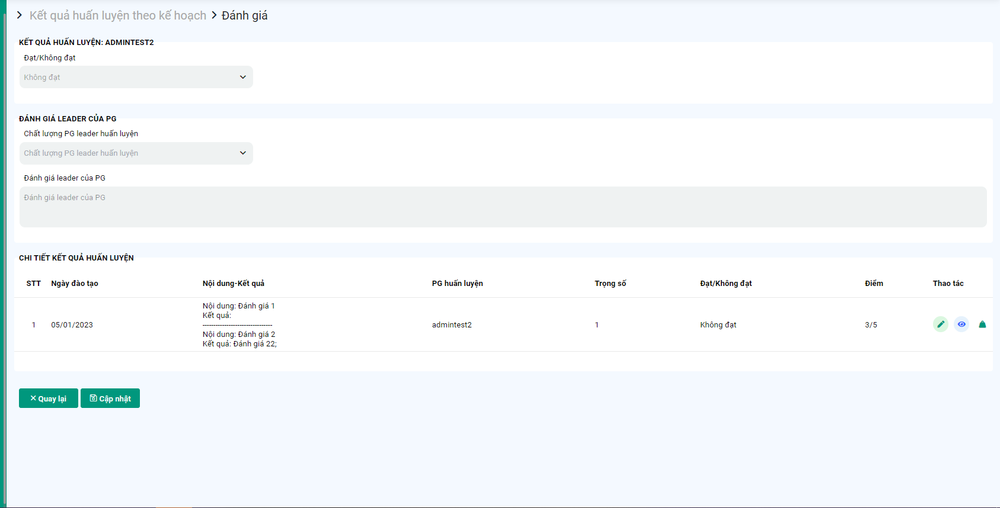 Kết quả huấn luyện theo kế hoạch > Đánh giá
KẾT QUẢ HUẤN LUYỆN: ADMINTEST2
Đạt/Không đạt
Không đạt
ĐÁNH GIÁ LEADER CỦA PG
Chất lượng PG leader huấn luyện
Chất lượng PG leader huấn luyện
Đánh giá leader của PG
Đánh giá leader của PG
CHI TIẾT KẾT QUẢ HUẤN LUYỆN
STT Ngày đào tạo Nội dung-Kết quả PG huấn luyện Trọng số Đạt/Không đạt Điểm Thao tác
Nội dung: Đánh giá 1
Kết quả:
--------------------------------
1 05/01/2023 admintest2 1 Không đạt 3/5
Nội dung: Đánh giá 2
Kết quả: Đánh giá 22;
Quay lại Cập nhật